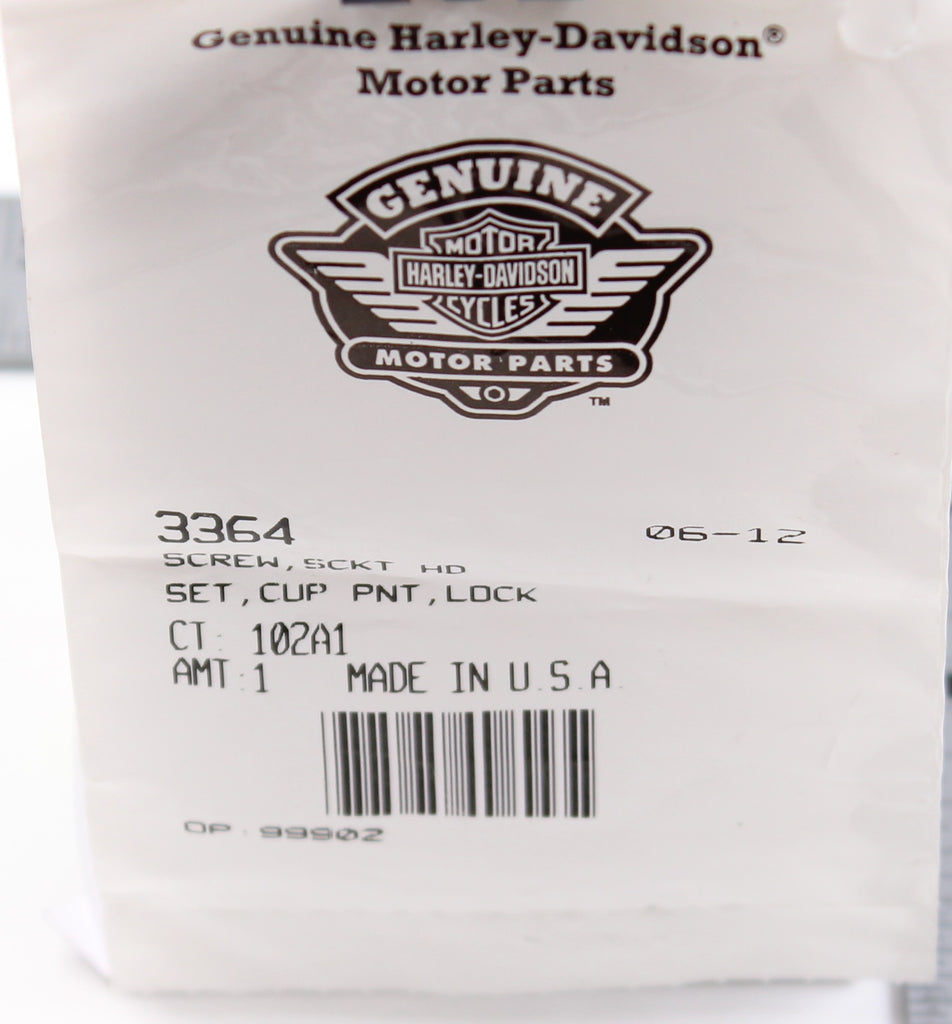 Genuine Harley-Davidson®
Motor Parts
GENUINE
MOTOR
HARLEY-DAVIDSON
CYCLES
MOTOR PARTS
TM
3364 06-12
SCREW, SCKT HD
SET, CUP PNT, LOCK
CT: 102A1
AMT:1 MADE IN U.S.A.
OP: 99902